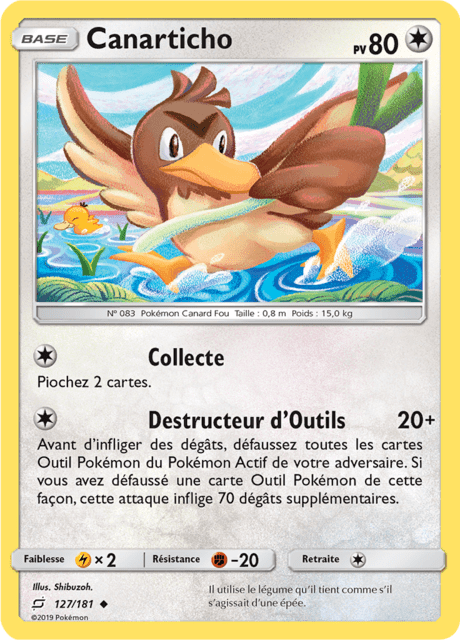 BASE Canarticho PV 80
N° 083 Pokémon Canard Fou Taille : 0,8 m Poids : 15,0 kg
Collecte
Piochez 2 cartes.
Destructeur d'Outils 20+
Avant d'infliger des dégâts, défaussez toutes les cartes
Outil Pokémon du Pokémon Actif de votre adversaire. Si
vous avez défaussé une carte Outil Pokémon de cette
façon, cette attaque inflige 70 dégâts supplémentaires.
Faiblesse ×2 Résistance -20 Retraite
Illus. Shibuzoh.
127/181
©2019 Pokémon
Il utilise le légume qu'il tient comme s'il
s'agissait d'une épée.